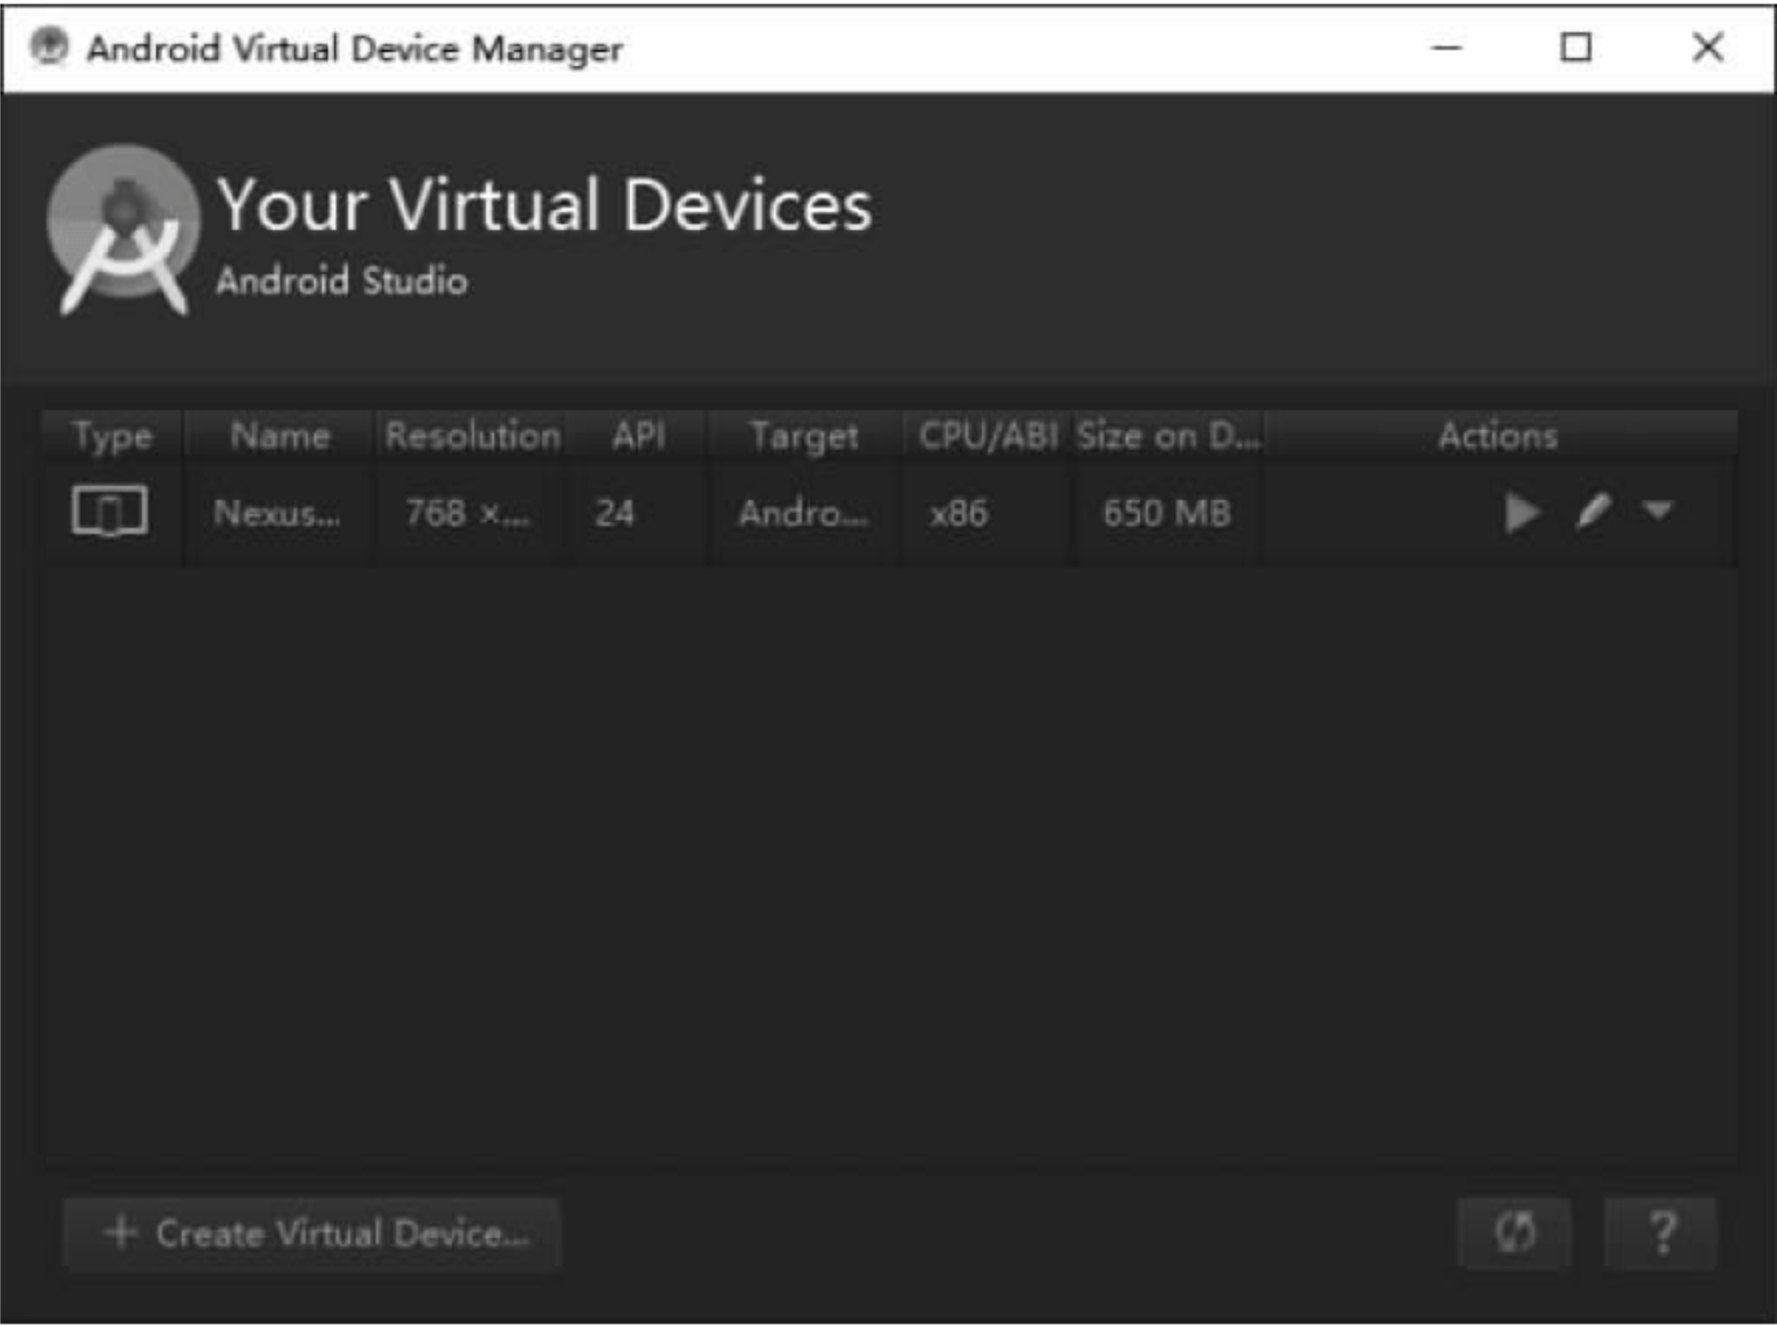 Android Virtual Device Manager
Your Virtual Devices
Android Studio
Type Name Resolution API Target CPU/ABI Size on D... Actions
Nexus... 768 ×... 24 Andro... x86 650 MB
+ Create Virtual Device... ?